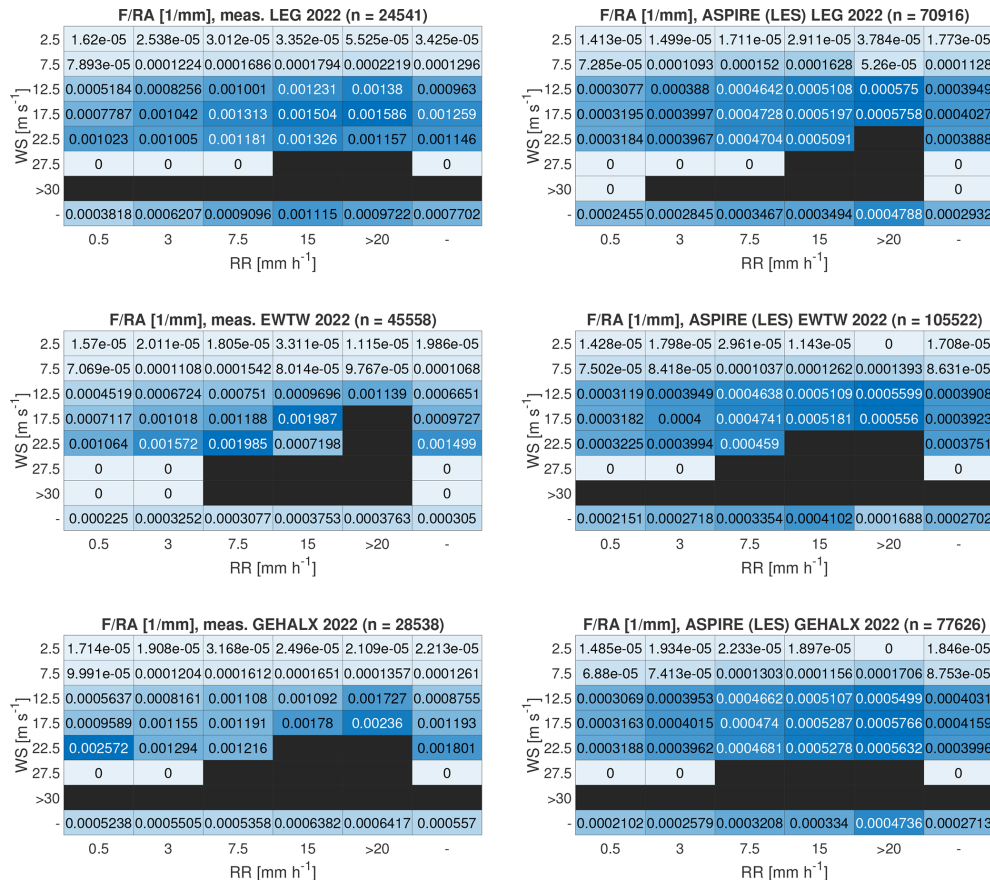 F/RA [1/mm], meas. LEG 2022 (n = 24541)
2.5 1.62e-05 2.538e-05 3.012e-05 3.352e-05 5.525e-05 3.425e-05
7.5 7.893e-05 0.0001224 0.0001686 0.0001794 0.0002219 0.0001296
12.5 0.0005184 0.0008256 0.001001 0.001231 0.00138 0.000963
17.5 0.0007787 0.001042 0.001313 0.001504 0.001586 0.001259
22.5 0.001023 0.001005 0.001181 0.001326 0.001157 0.001146
27.5 0 0 0 0
>30
- 0.0003818 0.0006207 0.0009096 0.001115 0.0009722 0.0007702
0.5 3 7.5 15 >20 -
WS [m s-1]
RR [mm h-1]
F/RA [1/mm], ASPIRE (LES) LEG 2022 (n = 70916)
2.5 1.413e-05 1.499e-05 1.711e-05 2.911e-05 3.784e-05 1.773e-05
7.5 7.285e-05 0.0001093 0.000152 0.0001628 5.26e-05 0.0001128
12.5 0.0003077 0.000388 0.0004642 0.0005108 0.000575 0.0003949
17.5 0.0003195 0.0003997 0.0004728 0.0005197 0.0005758 0.0004027
22.5 0.0003184 0.0003967 0.0004704 0.0005091 0.0003888
27.5 0 0 0 0
>30 0 0
- 0.0002455 0.0002845 0.0003467 0.0003494 0.0004788 0.0002932
0.5 3 7.5 15 >20 -
WS [m s-1]
RR [mm h-1]
F/RA [1/mm], meas. EWTW 2022 (n = 45558)
2.5 1.57e-05 2.011e-05 1.805e-05 3.311e-05 1.115e-05 1.986e-05
7.5 7.069e-05 0.0001108 0.0001542 8.014e-05 9.767e-05 0.0001068
12.5 0.0004519 0.0006724 0.000751 0.0009696 0.001139 0.0006651
17.5 0.0007117 0.001018 0.001188 0.001987 0.0009727
22.5 0.001064 0.001572 0.001985 0.0007198 0.001499
27.5 0 0 0
>30 0 0 0
- 0.000225 0.0003252 0.0003077 0.0003753 0.0003763 0.000305
0.5 3 7.5 15 >20 -
WS [m s-1]
RR [mm h-1]
F/RA [1/mm], ASPIRE (LES) EWTW 2022 (n = 105522)
2.5 1.428e-05 1.798e-05 2.961e-05 1.143e-05 0 1.708e-05
7.5 7.502e-05 8.418e-05 0.0001037 0.0001262 0.0001393 8.631e-05
12.5 0.0003119 0.0003949 0.0004638 0.0005109 0.0005599 0.0003908
17.5 0.0003182 0.0004 0.0004741 0.0005181 0.000556 0.0003923
22.5 0.0003225 0.0003994 0.000459 0.0003751
27.5 0 0 0
>30
- 0.0002151 0.0002718 0.0003354 0.0004102 0.0001688 0.0002702
0.5 3 7.5 15 >20 -
WS [m s-1]
RR [mm h-1]
F/RA [1/mm], meas. GEHALX 2022 (n = 28538)
2.5 1.714e-05 1.908e-05 3.168e-05 2.496e-05 2.109e-05 2.213e-05
7.5 9.991e-05 0.0001204 0.0001612 0.0001651 0.0001357 0.0001261
12.5 0.0005637 0.0008161 0.001108 0.001092 0.001727 0.0008755
17.5 0.0009589 0.001155 0.001191 0.00178 0.00236 0.001193
22.5 0.002572 0.001294 0.001216 0.001801
27.5 0 0 0
>30
- 0.0005238 0.0005505 0.0005358 0.0006382 0.0006417 0.000557
0.5 3 7.5 15 >20 -
WS [m s-1]
RR [mm h-1]
F/RA [1/mm], ASPIRE (LES) GEHALX 2022 (n = 77626)
2.5 1.485e-05 1.934e-05 2.233e-05 1.897e-05 0 1.846e-05
7.5 6.88e-05 7.413e-05 0.0001303 0.0001156 0.0001706 8.753e-05
12.5 0.0003069 0.0003953 0.0004662 0.0005107 0.0005499 0.0004031
17.5 0.0003163 0.0004015 0.000474 0.0005287 0.0005766 0.0004159
22.5 0.0003188 0.0003962 0.0004681 0.0005278 0.0005632 0.0003996
27.5 0 0 0
>30
- 0.0002102 0.0002579 0.0003208 0.000334 0.0004736 0.0002713
0.5 3 7.5 15 >20 -
WS [m s-1]
RR [mm h-1]